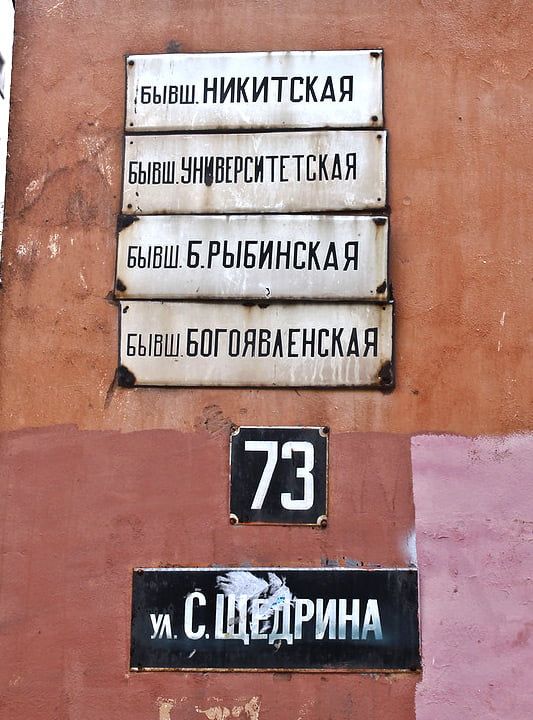 БЫВШ. НИКИТСКАЯ
БЫВШ. УНИВЕРСИТЕТСКАЯ
БЫВШ. Б. РЫБИНСКАЯ
БЫВШ. БОГОЯВЛЕНСКАЯ
73
УЛ. С. ЩЕДРИНА